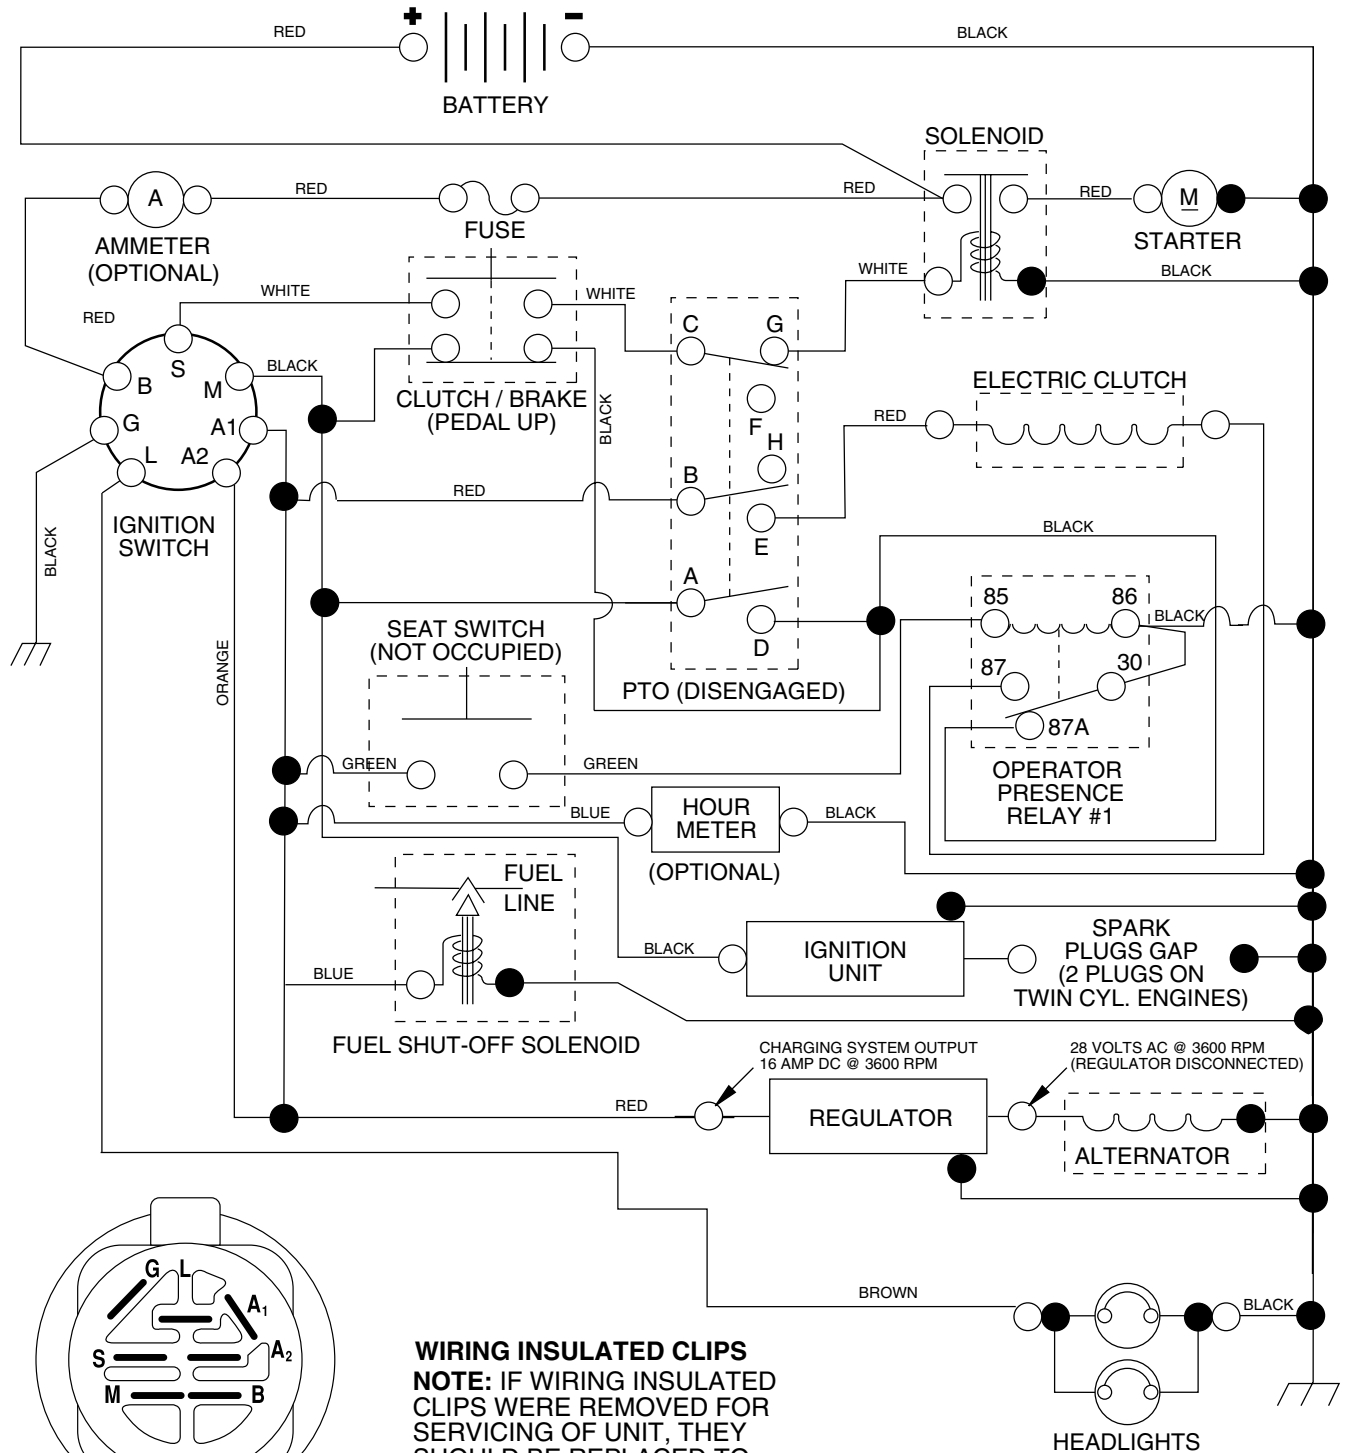 +
−
RED
BLACK
BATTERY
SOLENOID
A
RED
RED
RED
M
FUSE
STARTER
AMMETER
(OPTIONAL)
WHITE
BLACK
WHITE
WHITE
RED
C
G
S
B
M
BLACK
ELECTRIC CLUTCH
CLUTCH / BRAKE
(PEDAL UP)
BLACK
RED
F
G
A1
H
L
A2
B
RED
IGNITION
SWITCH
BLACK
BLACK
E
A
85
86
BLACK
SEAT SWITCH
(NOT OCCUPIED)
D
ORANGE
87
30
PTO (DISENGAGED)
87A
GREEN
GREEN
OPERATOR
PRESENCE
RELAY #1
BLUE
HOUR
METER
BLACK
(OPTIONAL)
FUEL
LINE
SPARK
PLUGS GAP
(2 PLUGS ON
TWIN CYL. ENGINES)
BLACK
IGNITION
UNIT
BLUE
FUEL SHUT-OFF SOLENOID
CHARGING SYSTEM OUTPUT
16 AMP DC @ 3600 RPM
28 VOLTS AC @ 3600 RPM
(REGULATOR DISCONNECTED)
RED
REGULATOR
ALTERNATOR
G
L
A1
S
A2
M
B
BROWN
BLACK
WIRING INSULATED CLIPS
NOTE: IF WIRING INSULATED
CLIPS WERE REMOVED FOR
SERVICING OF UNIT, THEY
SHOULD BE REPLACED TO
HEADLIGHTS